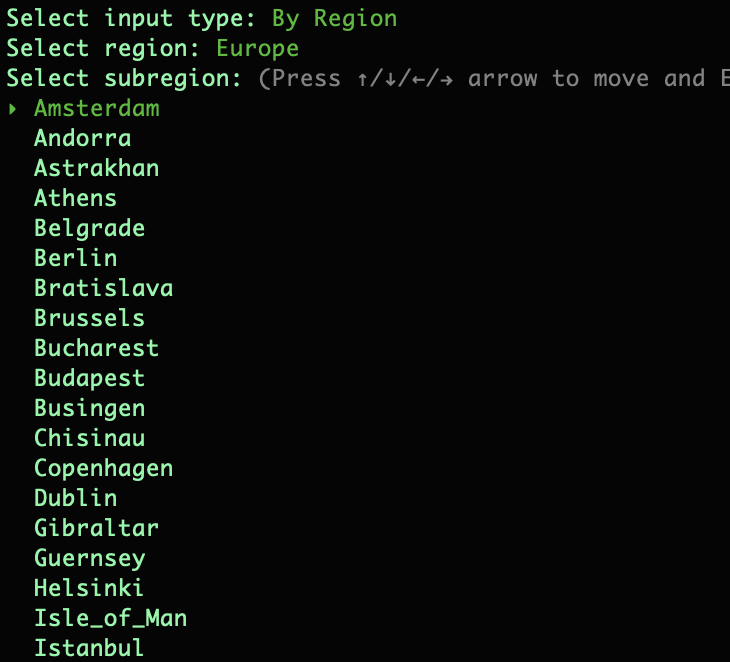 Select input type: By Region
Select region: Europe
Select subregion: (Press ↑/↓/←/→ arrow to move and E
▸ Amsterdam
Andorra
Astrakhan
Athens
Belgrade
Berlin
Bratislava
Brussels
Bucharest
Budapest
Busingen
Chisinau
Copenhagen
Dublin
Gibraltar
Guernsey
Helsinki
Isle_of_Man
Istanbul